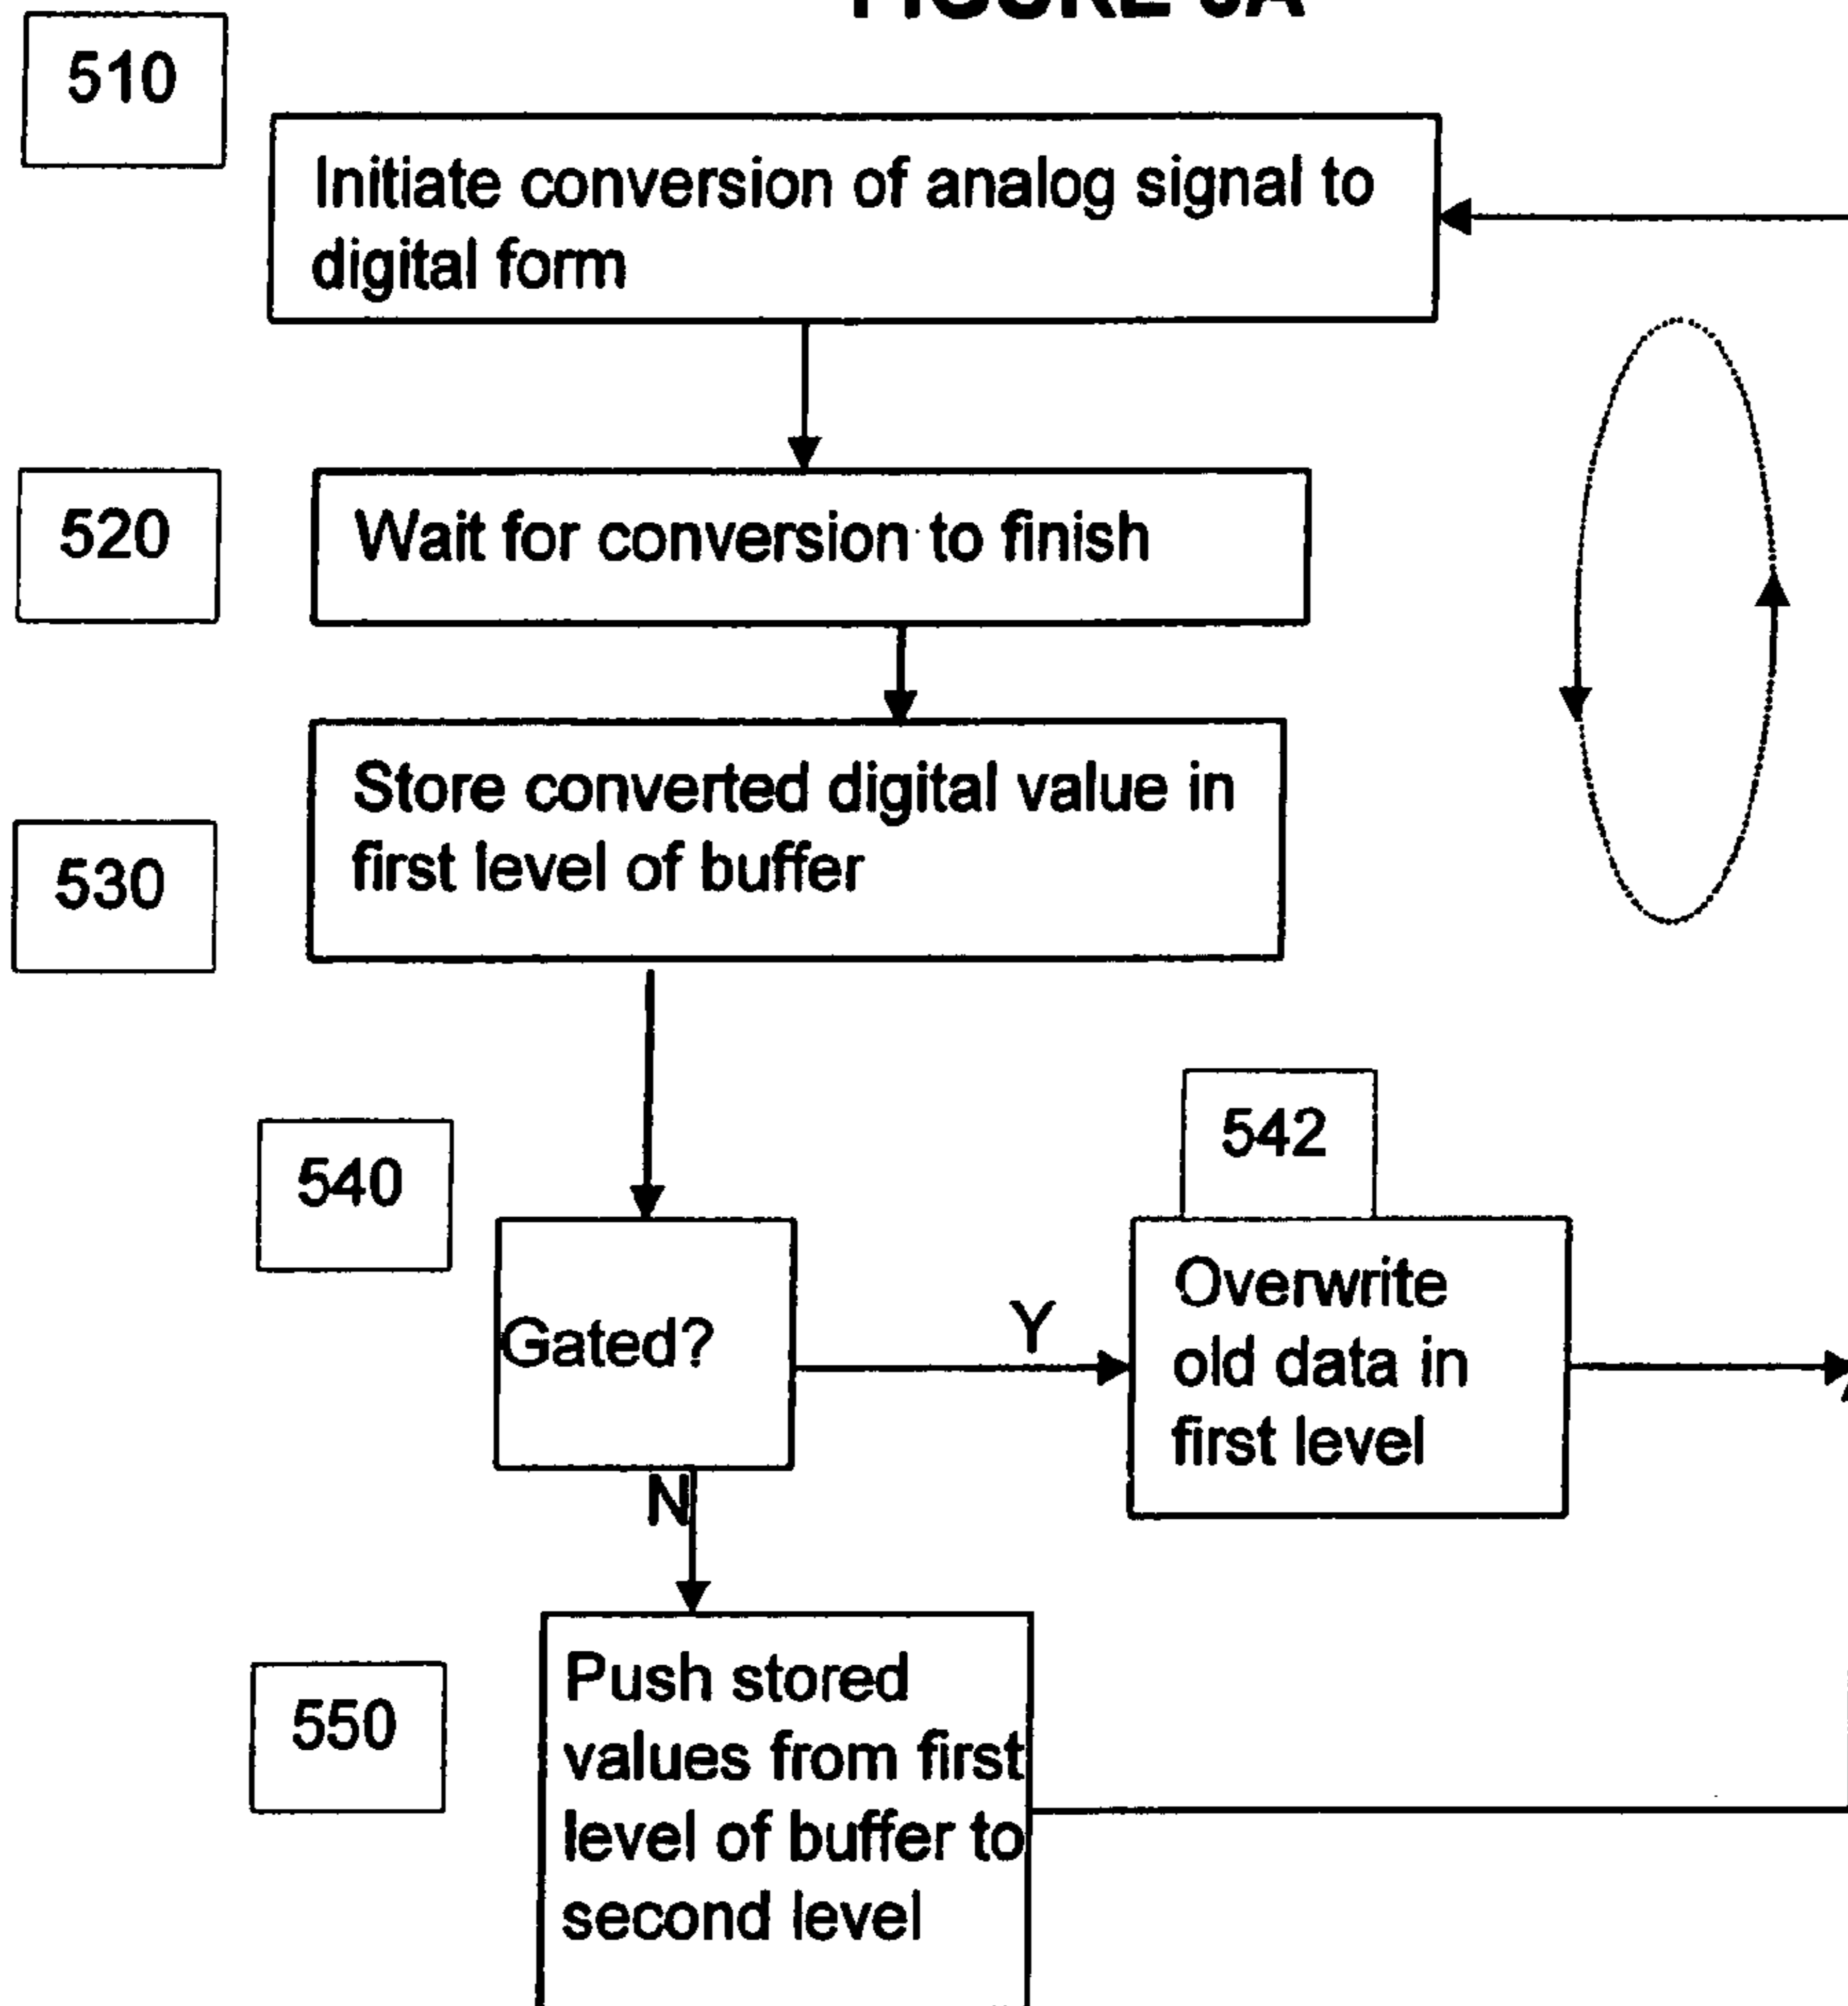 510
Initiate conversion of analog signal to
digital form
520
Wait for conversion to finish
530
Store converted digital value in
first level of buffer
540
542
Gated?
Y
Overwrite
old data in
first level
N
550
Push stored
values from first
level of buffer to
second level